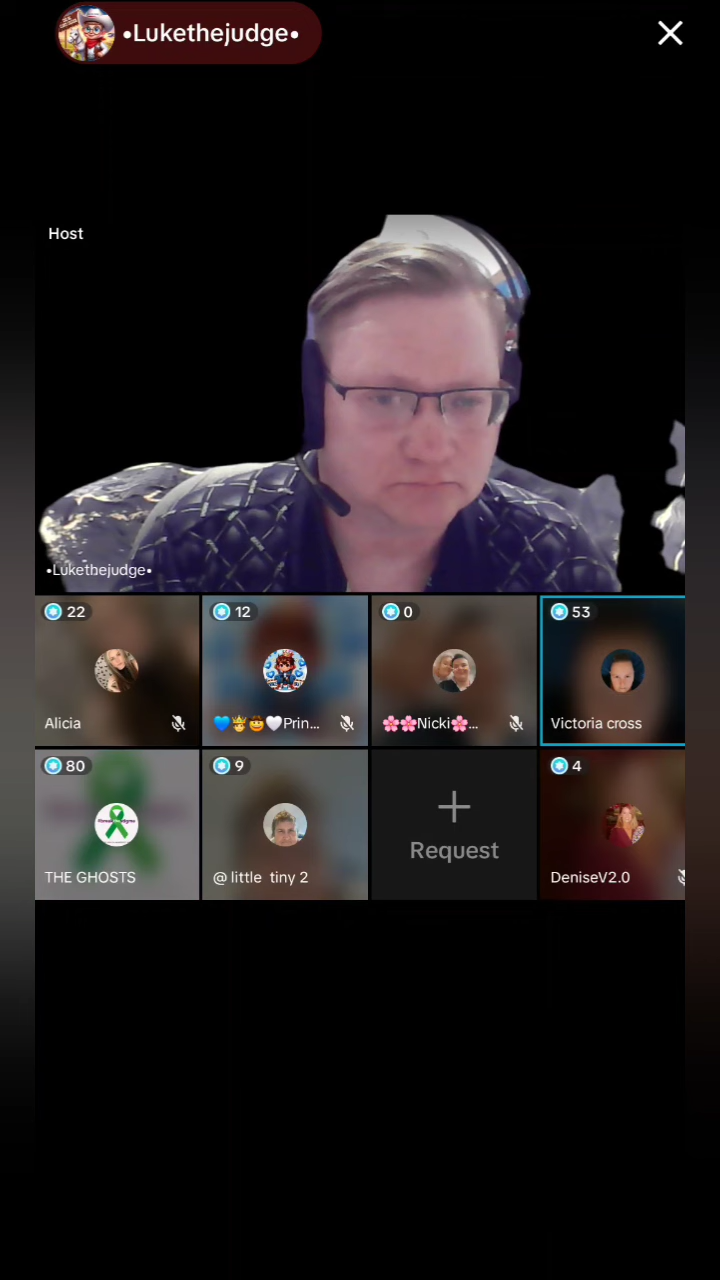 •Lukethejudge•
Host
•Lukethejudge•
22
12
0
53
Alicia
💙🤴🤠🤍Prin...
🌸🌸Nicki🌸...
Victoria cross
80
9
4
Request
THE GHOSTS
@ little tiny 2
DeniseV2.0